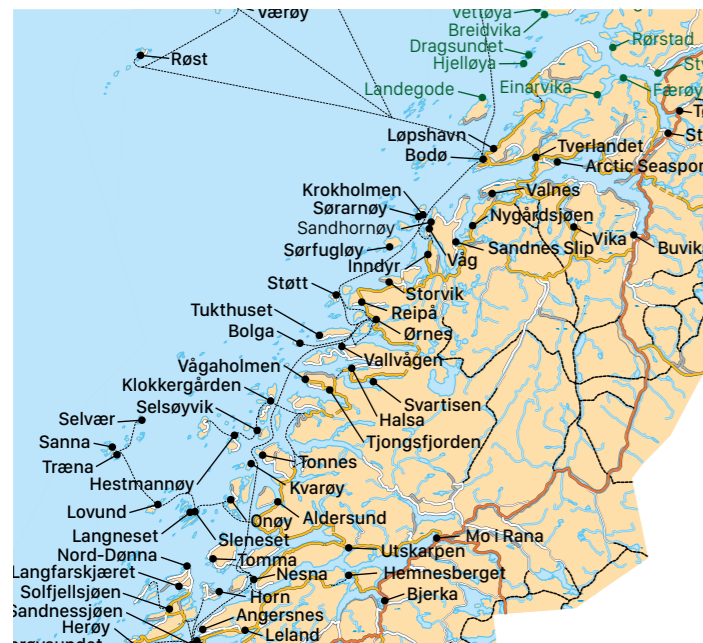 Værøy
Vettøya
Breidvika
Røst
Dragsundet
Hjelløya
Rørstad
Landegode
Einarvika
Færøy
Løpshavn
Bodø
Tverlandet
Arctic Seasport
Krokholmen
Sørarnøy
Sandhornøy
Valnes
Nygårdsjøen
Sørfugløy
Våg
Sandnes Slip
Vika
Buvika
Inndyr
Støtt
Storvik
Reipå
Tukthuset
Ørnes
Bolga
Vallvågen
Vågaholmen
Klokkergården
Svartisen
Selsøyvik
Halsa
Selvær
Tjongsfjorden
Sanna
Træna
Tonnes
Hestmannøy
Kvarøy
Lovund
Onøy
Aldersund
Langneset
Sleneset
Mo i Rana
Nord-Dønna
Tomma
Utskarpen
Langfarskjæret
Nesna
Hemnesberget
Solfjellsjøen
Horn
Bjerka
Sandnessjøen
Angersnes
Herøy
Leland